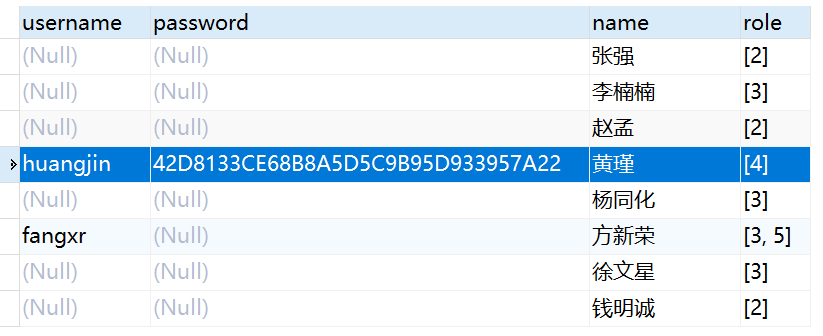 username password name role
(Null) (Null) 张强 [2]
(Null) (Null) 李楠楠 [3]
(Null) (Null) 赵孟 [2]
huangjin 42D8133CE68B8A5D5C9B95D933957A22 黄瑾 [4]
(Null) (Null) 杨同化 [3]
fangxr (Null) 方新荣 [3, 5]
(Null) (Null) 徐文星 [3]
(Null) (Null) 钱明诚 [2]